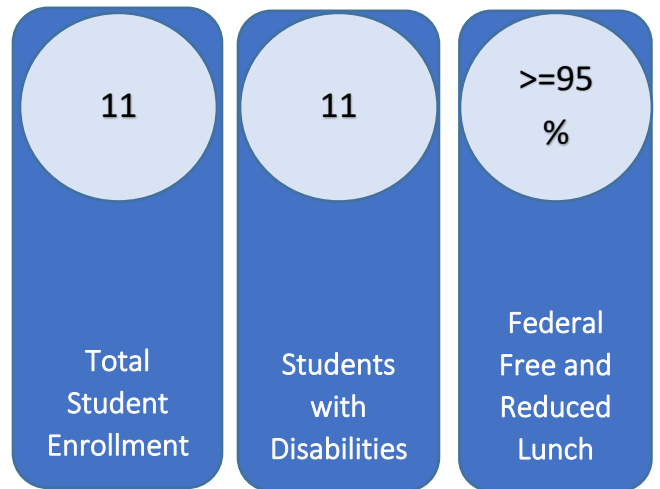 11
Total
Student
Enrollment
11
Students
with
Disabilities
>=95
%
Federal
Free and
Reduced
Lunch